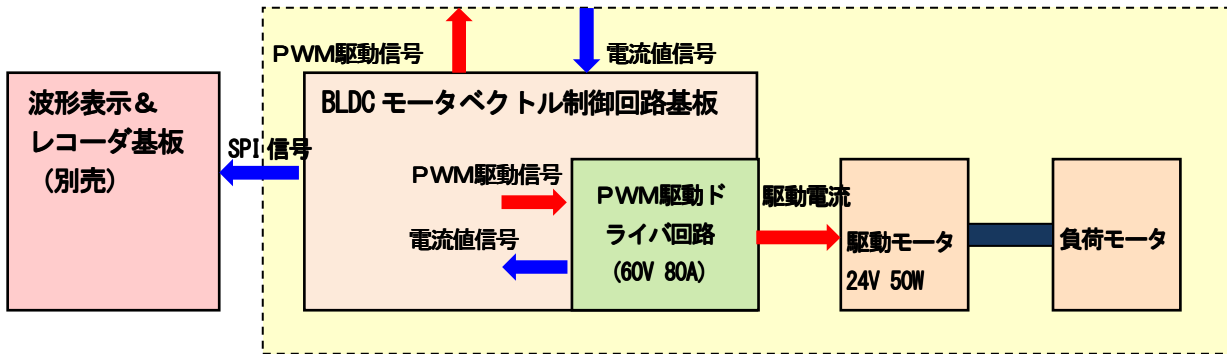 ＰＷＭ駆動信号
電流値信号
波形表示＆
レコーダ基板
（別売）
SPI 信号
BLDC モータベクトル制御回路基板
ＰＷＭ駆動信号
電流値信号
ＰＷＭ駆動ド
ライバ回路
(60V 80A)
駆動電流
駆動モータ
24V 50W
負荷モータ